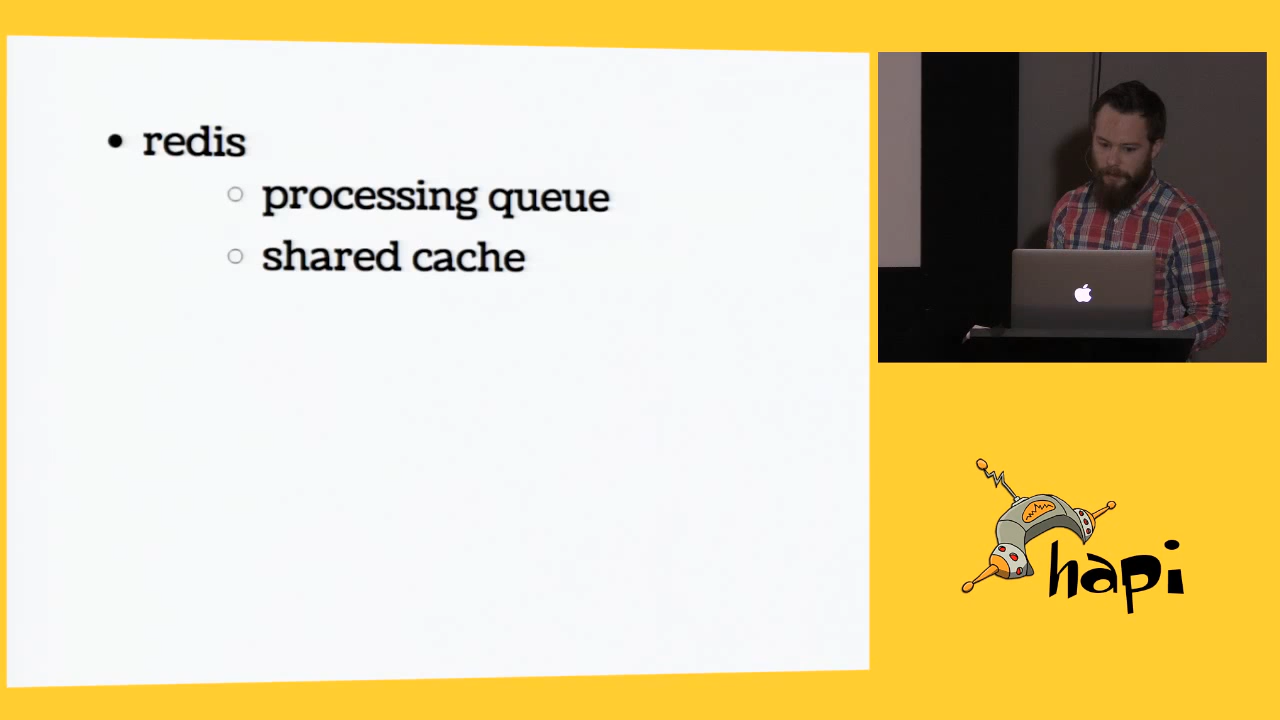 • redis
○ processing queue
○ shared cache
hapi